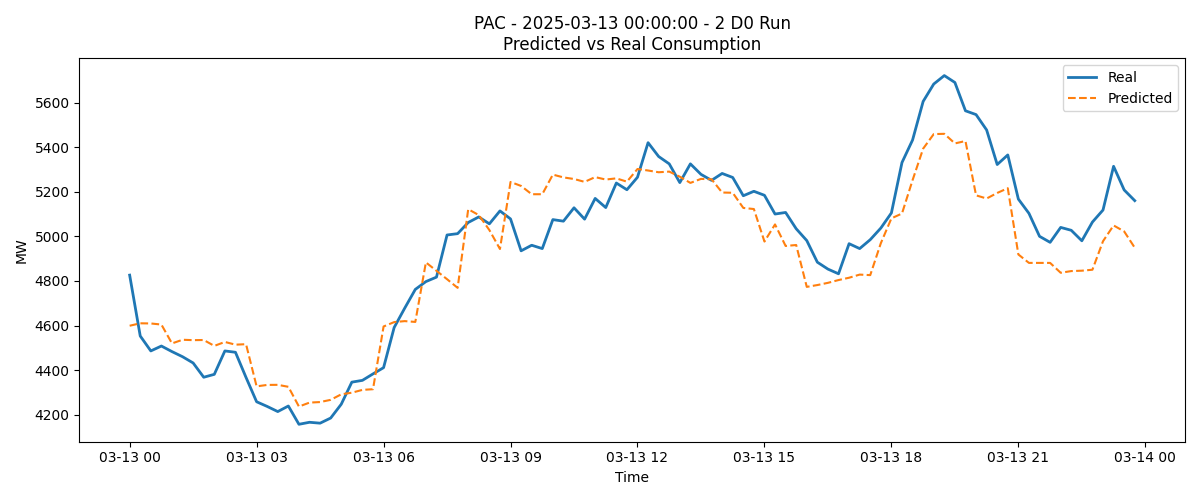 PAC - 2025-03-13 00:00:00 - 2 D0 Run
Predicted vs Real Consumption
Real
Predicted
MW
5600
5400
5200
5000
4800
4600
4400
4200
03-13 00
03-13 03
03-13 06
03-13 09
03-13 12
03-13 15
03-13 18
03-13 21
03-14 00
Time